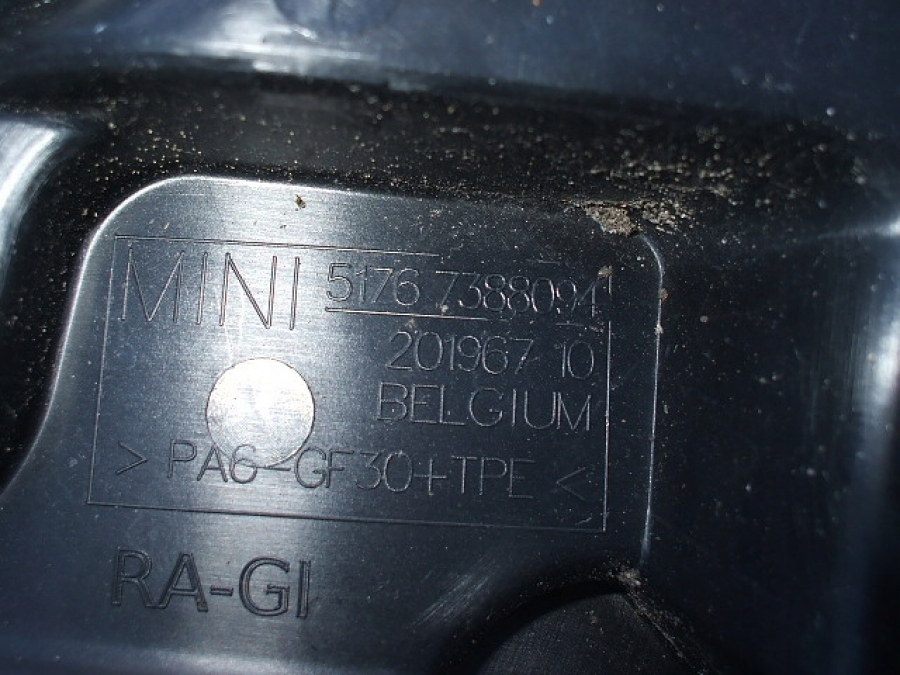 MINI 5176 7388094
201967 10
BELGIUM
> PA6-GF30+TPE <
RA-GI